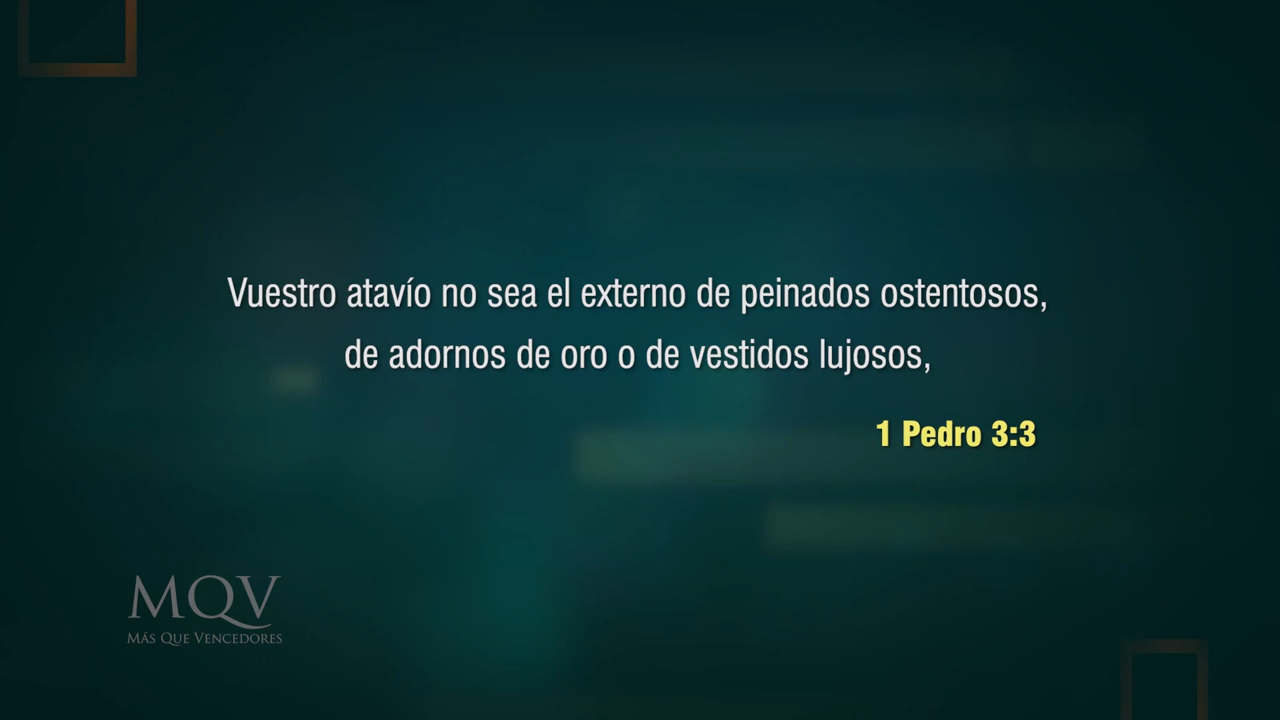 Vuestro atavío no sea el externo de peinados ostentosos,
de adornos de oro o de vestidos lujosos,
1 Pedro 3:3
MQV
MÁS QUE VENCEDORES